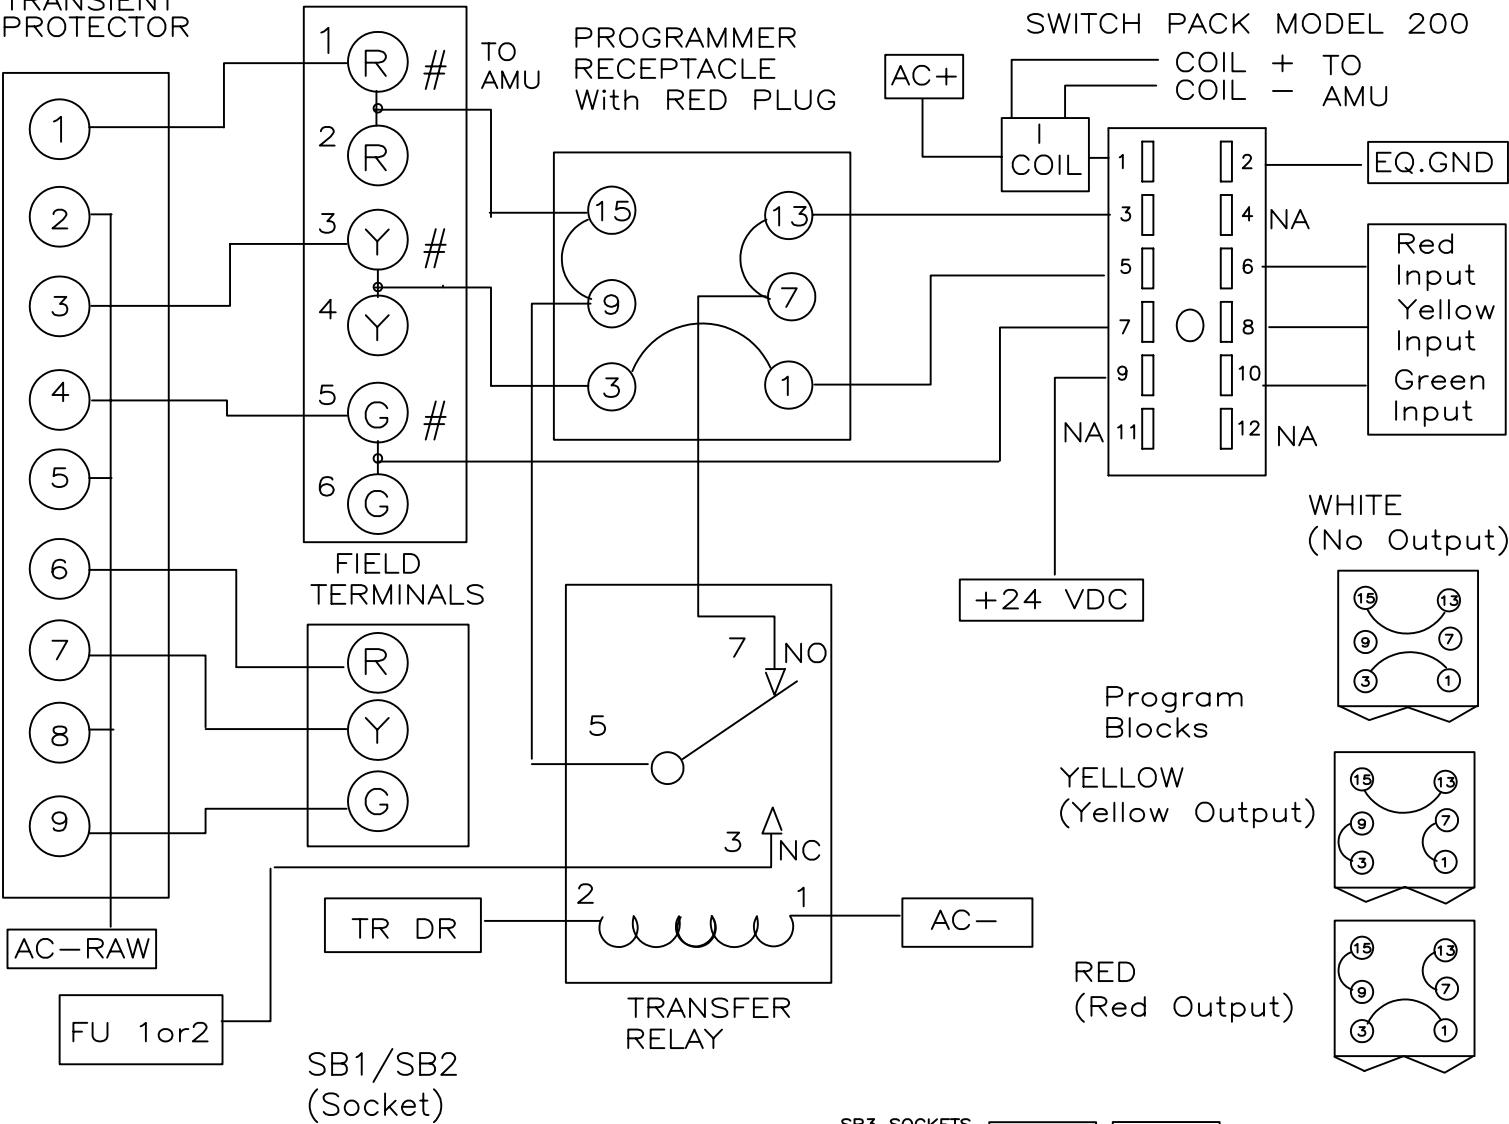 TRANSIENT
PROTECTOR
1
2
3
4
5
6
7
8
9
AC-RAW
FU 1or2
1 R #
2 R
3 Y #
4 Y
5 G #
6 G
TO
AMU
FIELD
TERMINALS
R
Y
G
PROGRAMMER
RECEPTACLE
With RED PLUG
15
13
9
7
3
1
SWITCH PACK MODEL 200
COIL + TO
COIL - AMU
AC+
I
COIL
1
2
3
4 NA
5
6
7
8
9
10
NA 11
12 NA
EQ.GND
Red
Input
Yellow
Input
Green
Input
+24 VDC
7 NO
5
3 NC
2
1
TR DR
AC-
TRANSFER
RELAY
SB1/SB2
(Socket)
Program
Blocks
WHITE
(No Output)
15
13
9
7
3
1
YELLOW
(Yellow Output)
15
13
9
7
3
1
RED
(Red Output)
15
13
9
7
3
1
SB3 SOCKETS